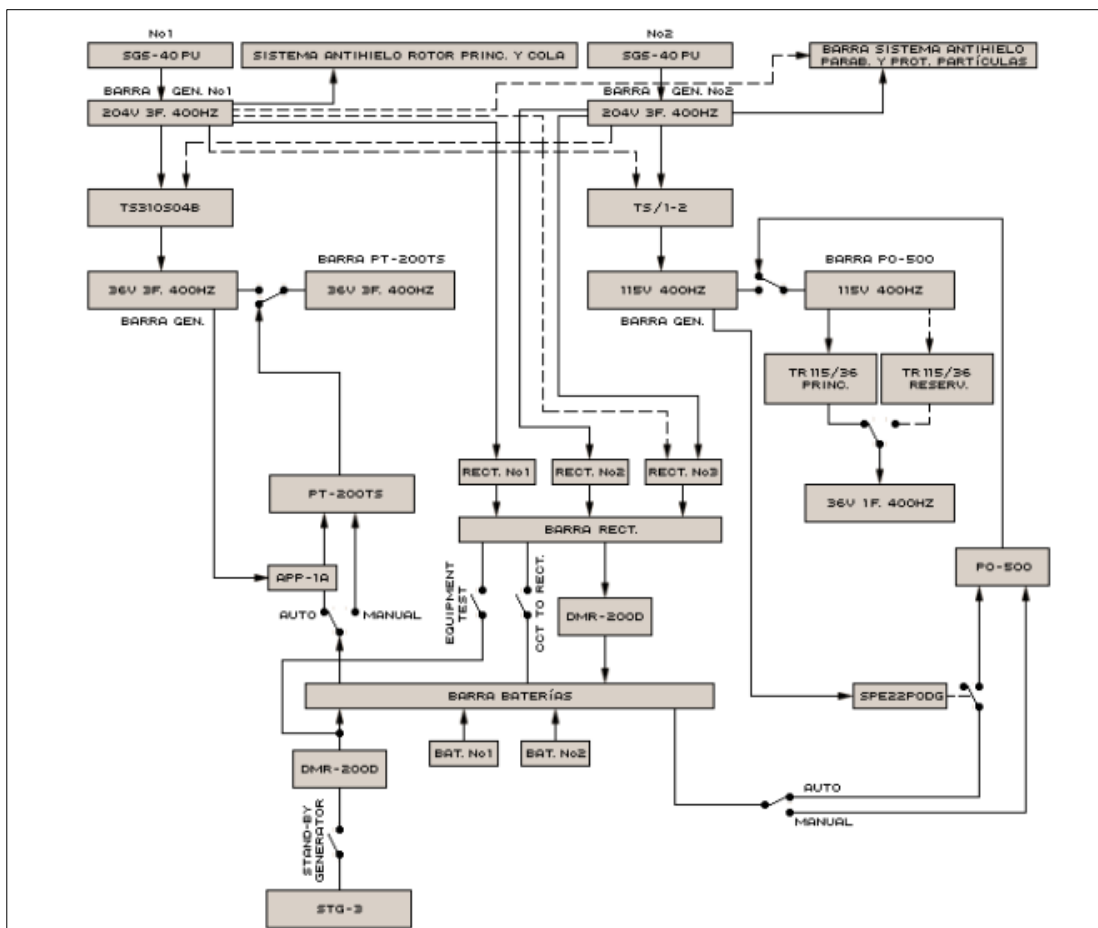 No1
SGS-40 PU
SISTEMA ANTIHIELO ROTOR PRINC. Y COLA
No2
SGS-40 PU
BARRA SISTEMA ANTIHIELO
PARAB. Y PROT. PARTÍCULAS
BARRA GEN. No1
204V 3F. 400HZ
BARRA GEN. No2
204V 3F. 400HZ
TS310S04B
TS/1-2
BARRA PT-200TS
BARRA PO-500
36V 3F. 400HZ
36V 3F. 400HZ
115V 400HZ
115V 400HZ
BARRA GEN.
BARRA GEN.
TR 115/36
PRINC.
TR 115/36
RESERV.
RECT. No1
RECT. No2
RECT. No3
PT-200TS
36V 1F. 400HZ
BARRA RECT.
APP-1A
PO-500
EQUIPMENT
TEST
CCT TO RECT.
AUTO
MANUAL
DMR-200D
BARRA BATERÍAS
SPE22PODG
BAT. No1
BAT. No2
DMR-200D
AUTO
MANUAL
STAND-BY
GENERATOR
STG-3